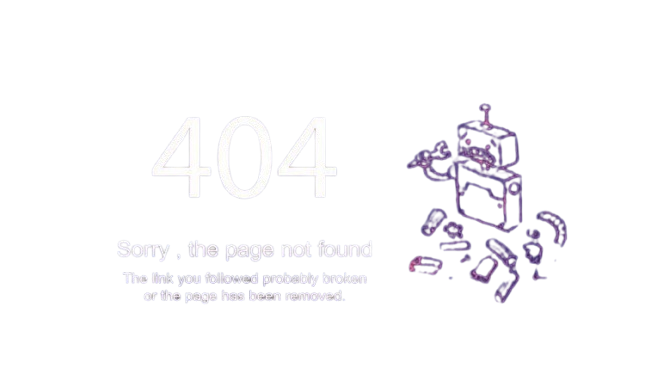 404
Sorry , the page not found
The link you followed probably broken
or the page has been removed.